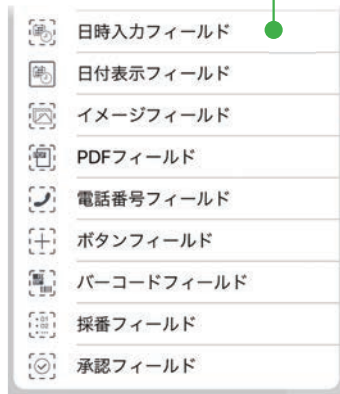 日時入力フィールド
日付表示フィールド
イメージフィールド
PDFフィールド
電話番号フィールド
ボタンフィールド
バーコードフィールド
採番フィールド
承認フィールド